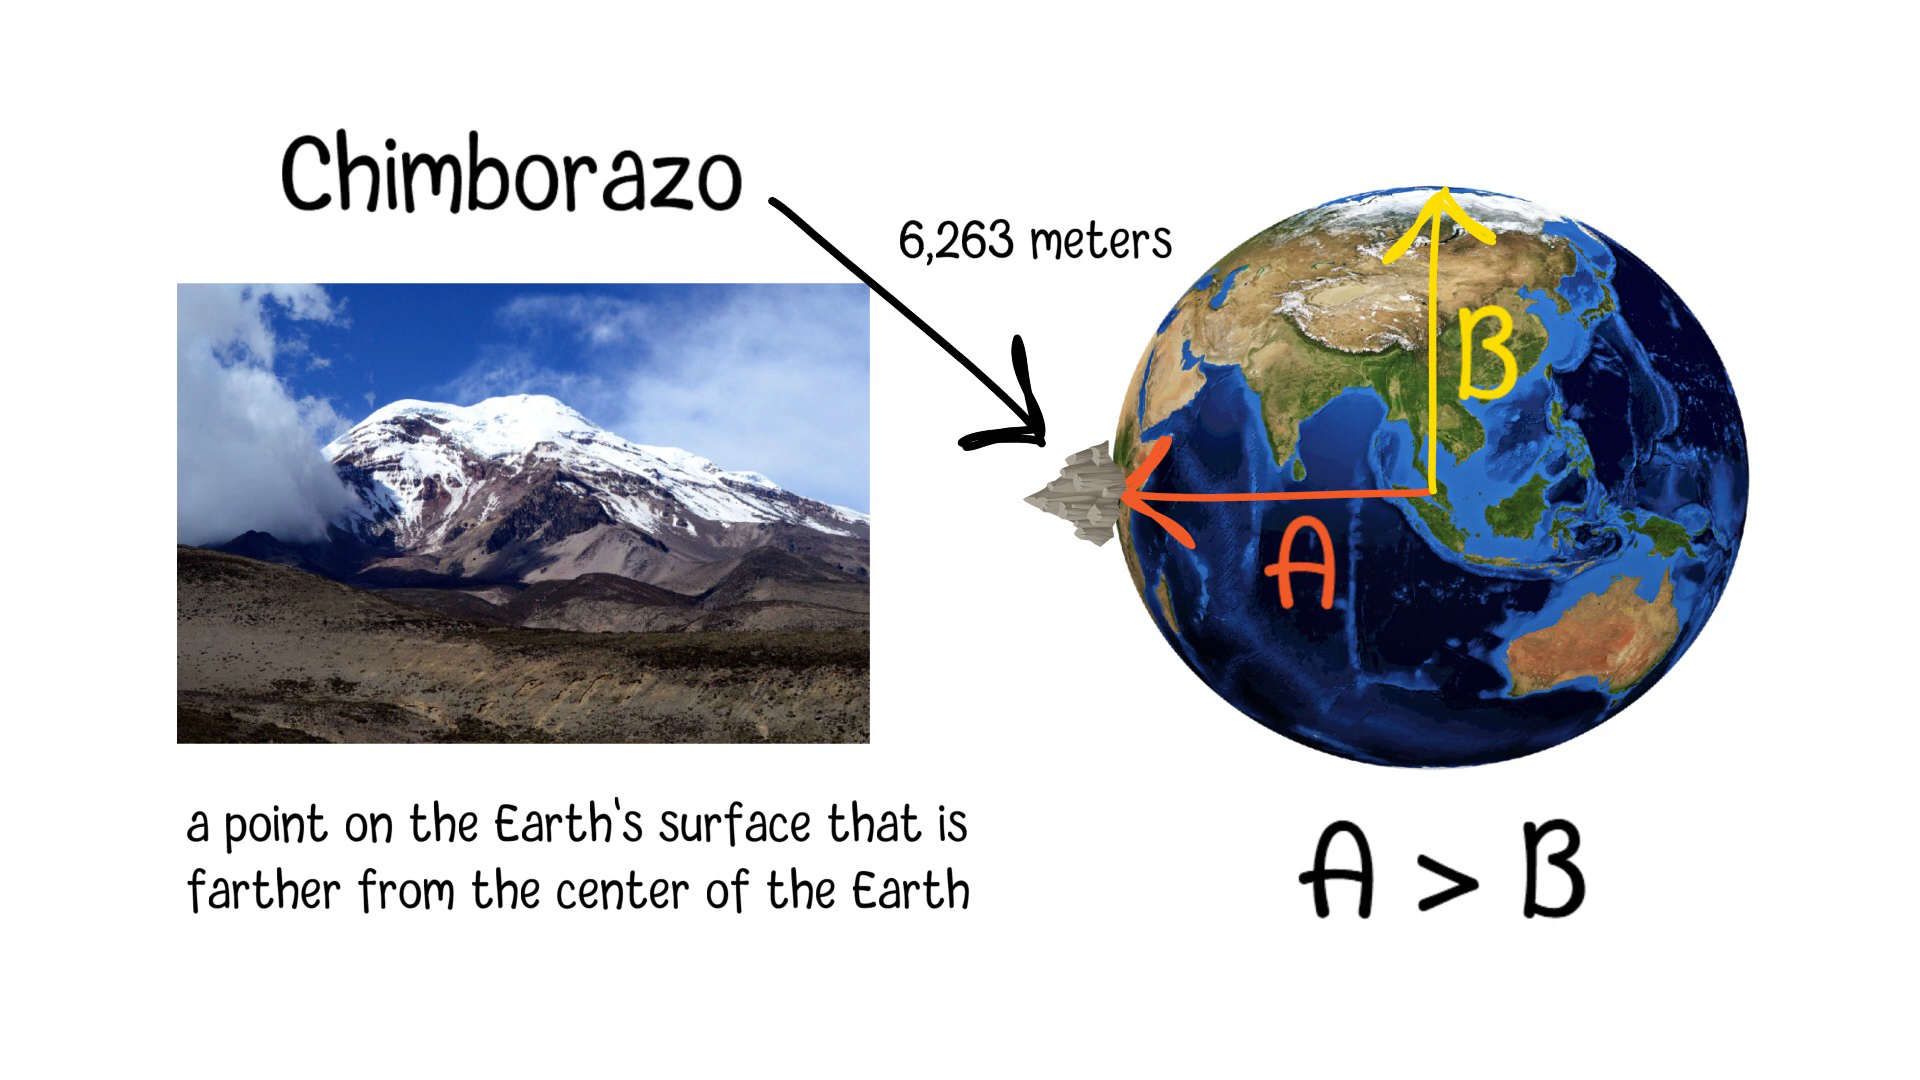 Chimborazo
6,263 meters
B
A
a point on the Earth's surface that is
farther from the center of the Earth
A > B